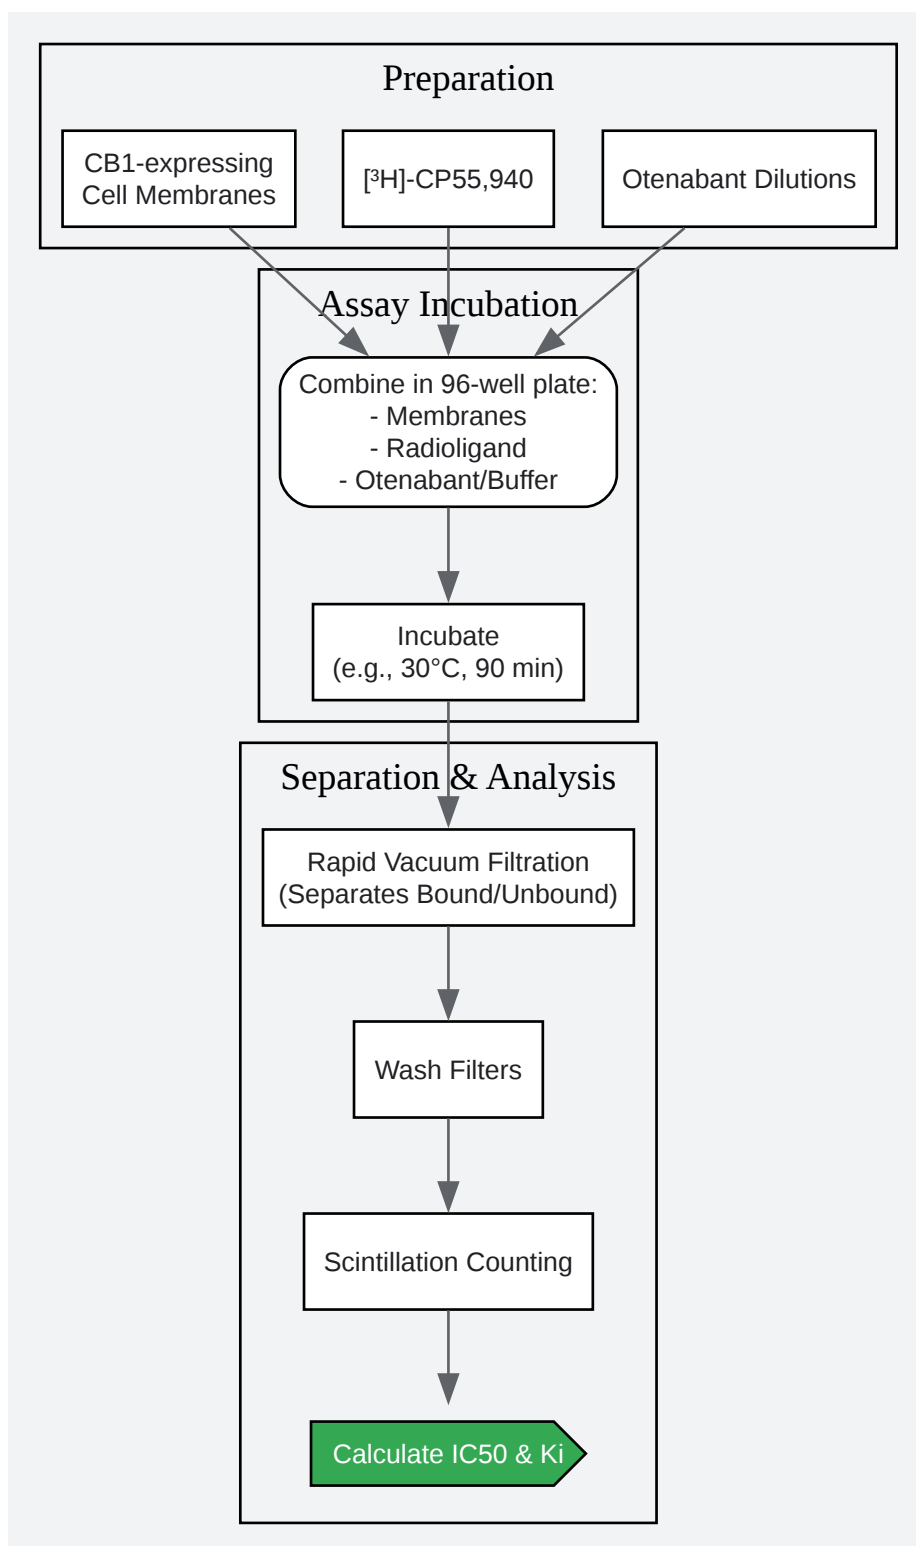 Preparation
CB1-expressing
Cell Membranes
[³H]-CP55,940
Otenabant Dilutions
Assay Incubation
Combine in 96-well plate:
- Membranes
- Radioligand
- Otenabant/Buffer
Incubate
(e.g., 30°C, 90 min)
Separation & Analysis
Rapid Vacuum Filtration
(Separates Bound/Unbound)
Wash Filters
Scintillation Counting
Calculate IC50 & Ki